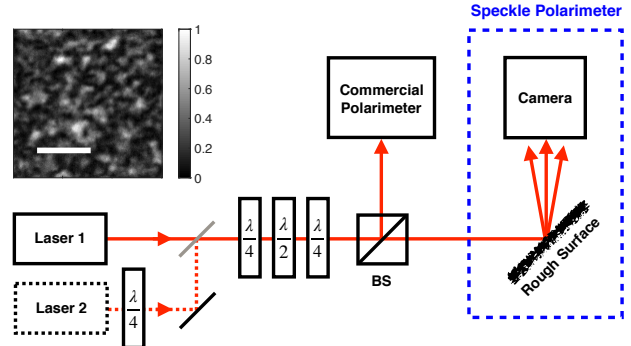 Speckle Polarimeter
1
0.8
0.6
0.4
0.2
0
Commercial
Polarimeter
Camera
Laser 1
λ/4
λ/2
λ/4
BS
Rough Surface
Laser 2
λ/4